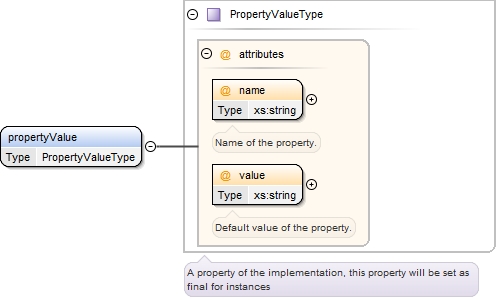 PropertyValueType
@ attributes
@ name
Type xs:string
Name of the property.
propertyValue
Type PropertyValueType
@ value
Type xs:string
Default value of the property.
A property of the implementation, this property will be set as
final for instances